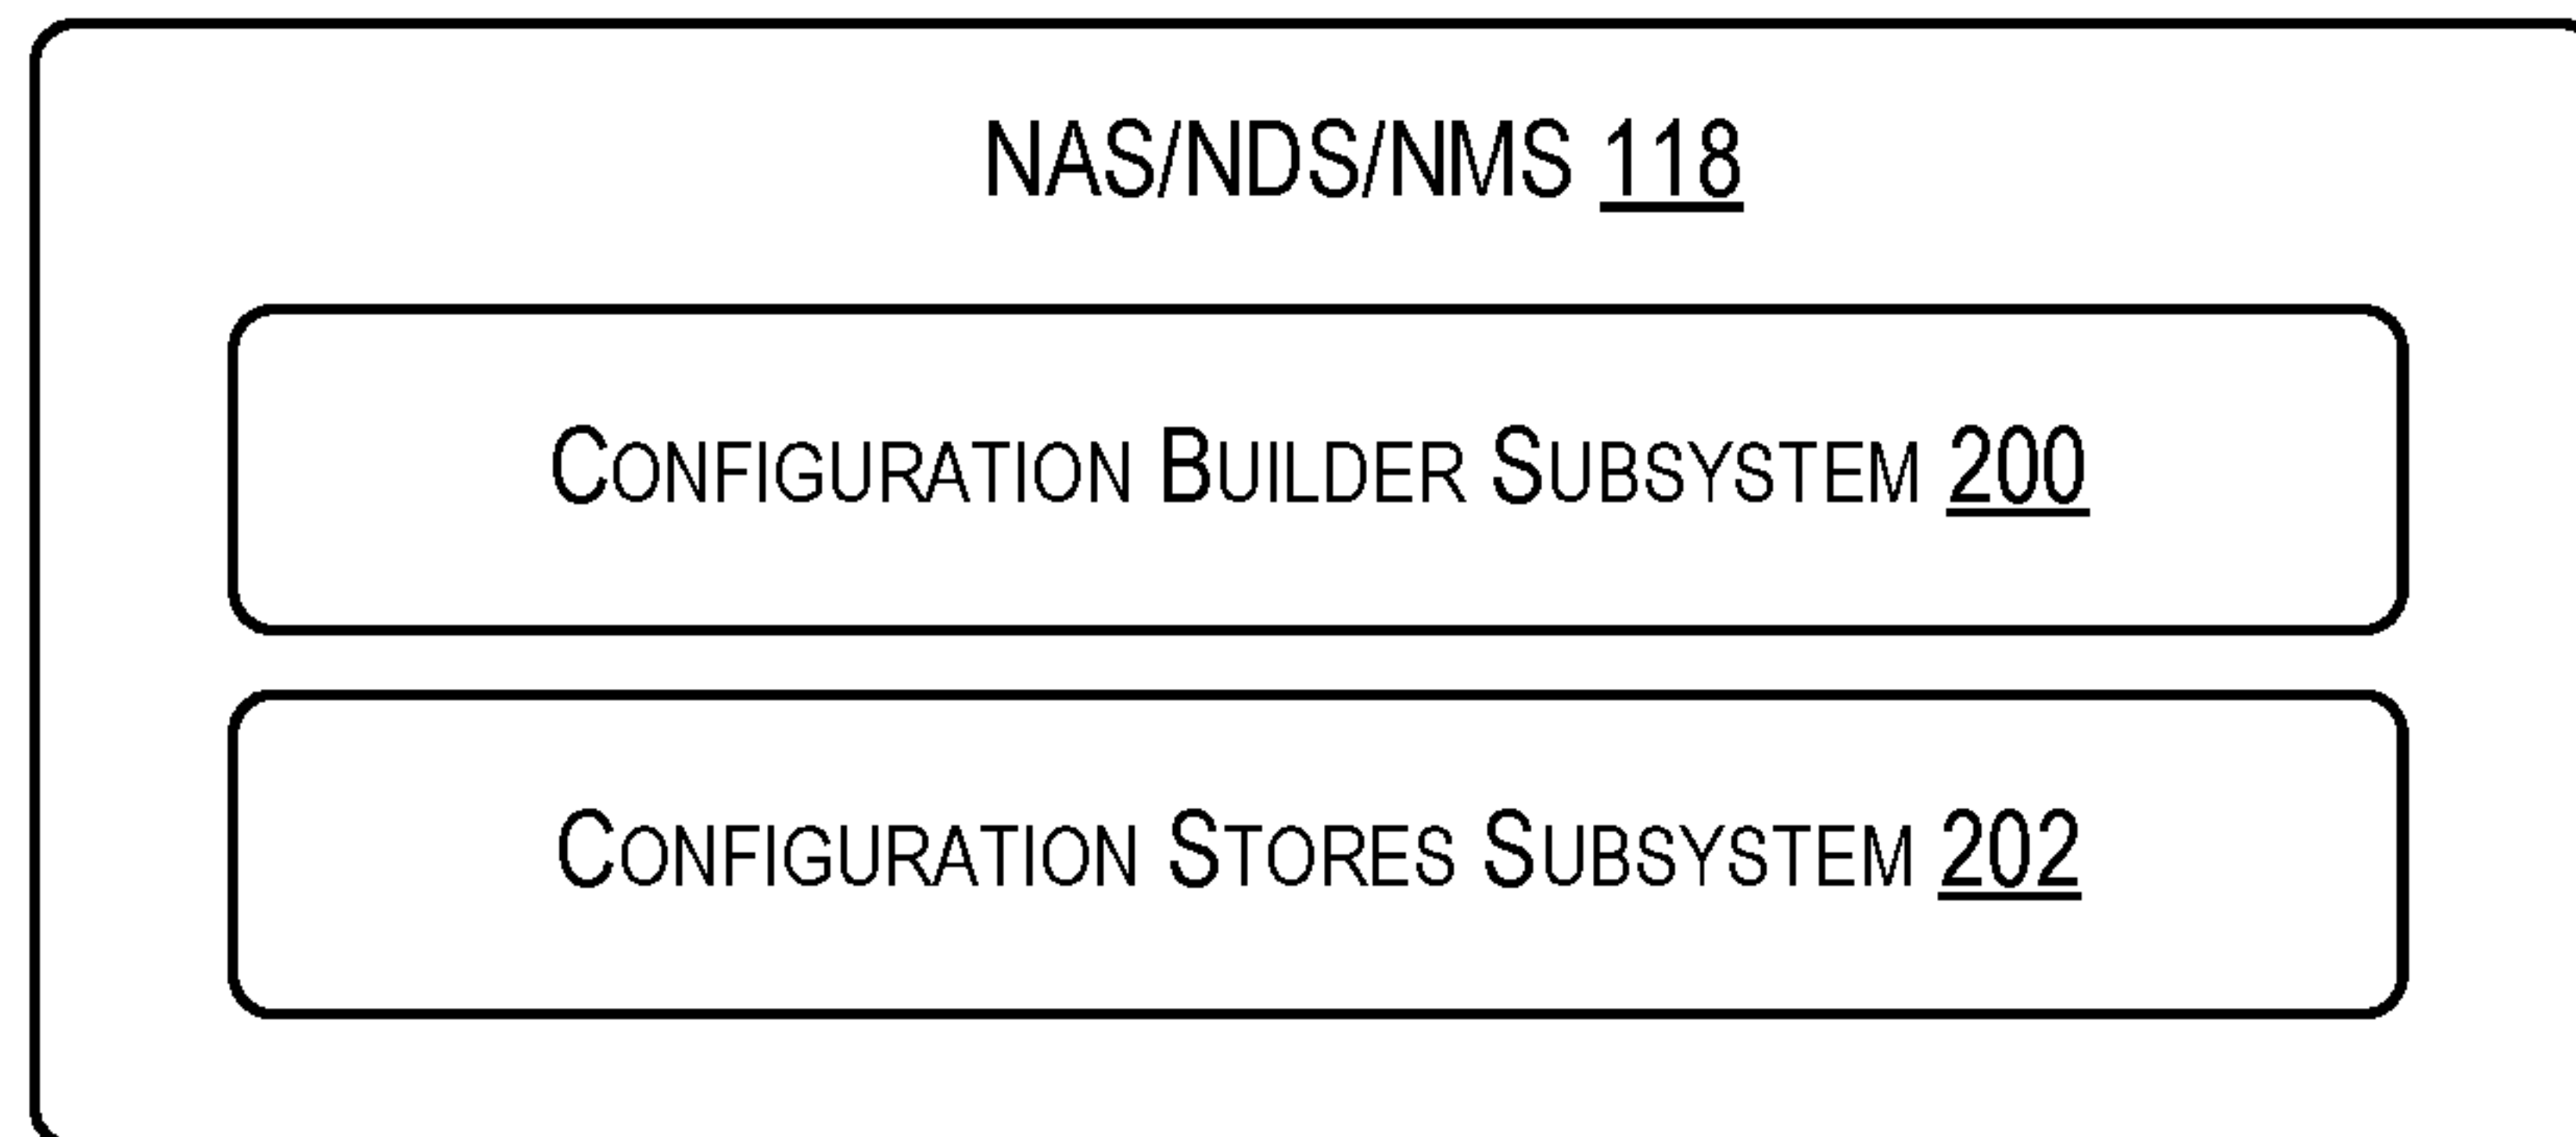 NAS/NDS/NMS 118
CONFIGURATION BUILDER SUBSYSTEM 200
CONFIGURATION STORES SUBSYSTEM 202